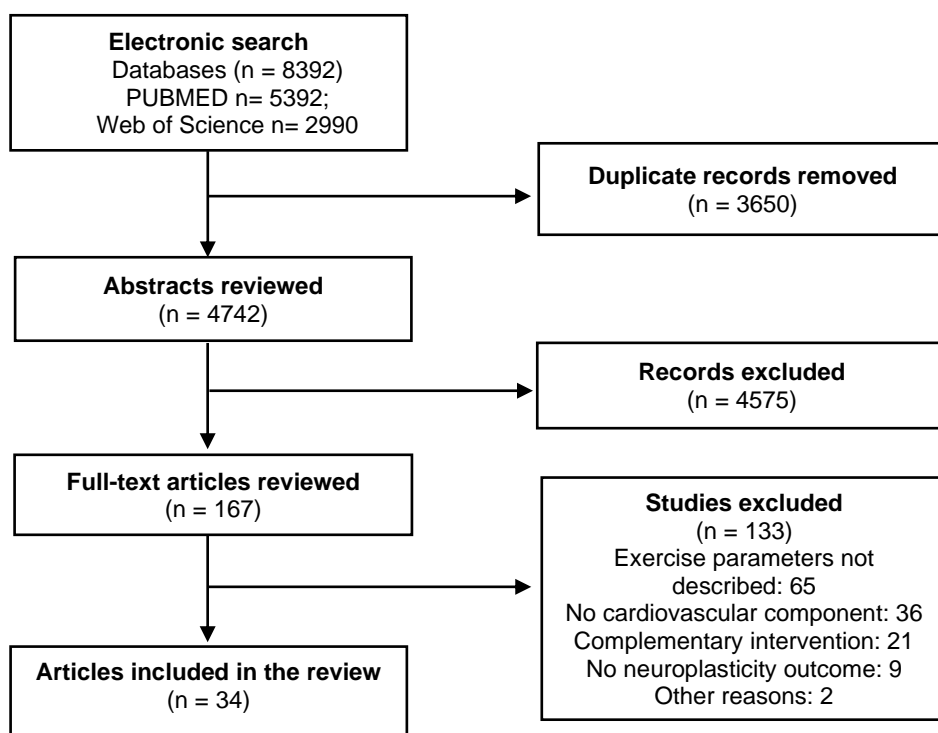 Electronic search
Databases (n = 8392)
PUBMED n= 5392;
Web of Science n= 2990
Duplicate records removed
(n = 3650)
Abstracts reviewed
(n = 4742)
Records excluded
(n = 4575)
Full-text articles reviewed
(n = 167)
Studies excluded
(n = 133)
Exercise parameters not
described: 65
No cardiovascular component: 36
Complementary intervention: 21
No neuroplasticity outcome: 9
Other reasons: 2
Articles included in the review
(n = 34)